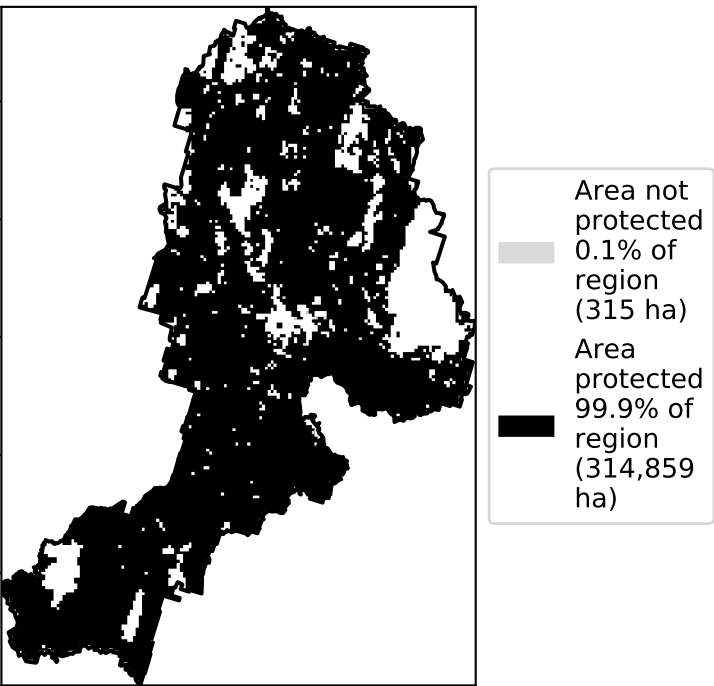 Area not
protected
0.1% of
region
(315 ha)
Area
protected
99.9% of
region
(314,859
ha)